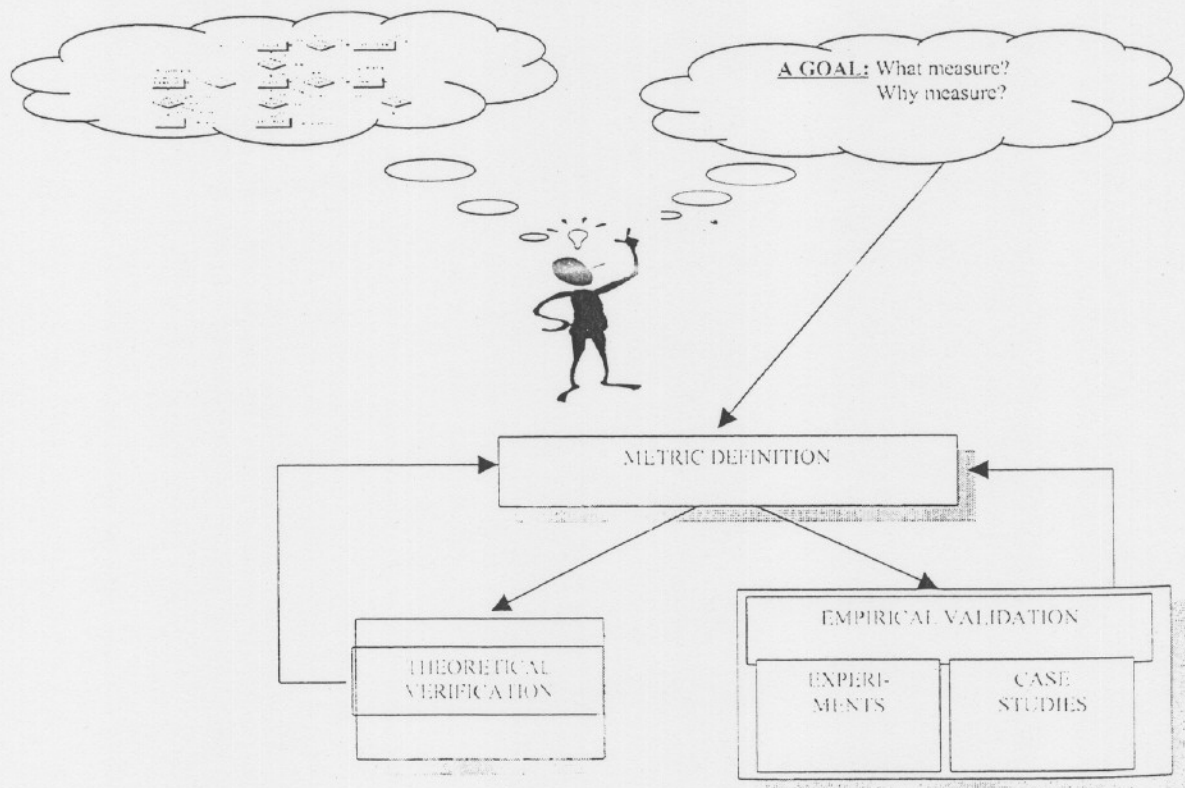 A GOAL: What measure?
Why measure?
METRIC DEFINITION
THEORETICAL
VERIFICATION
EMPIRICAL VALIDATION
EXPERI-
MENTS
CASE
STUDIES